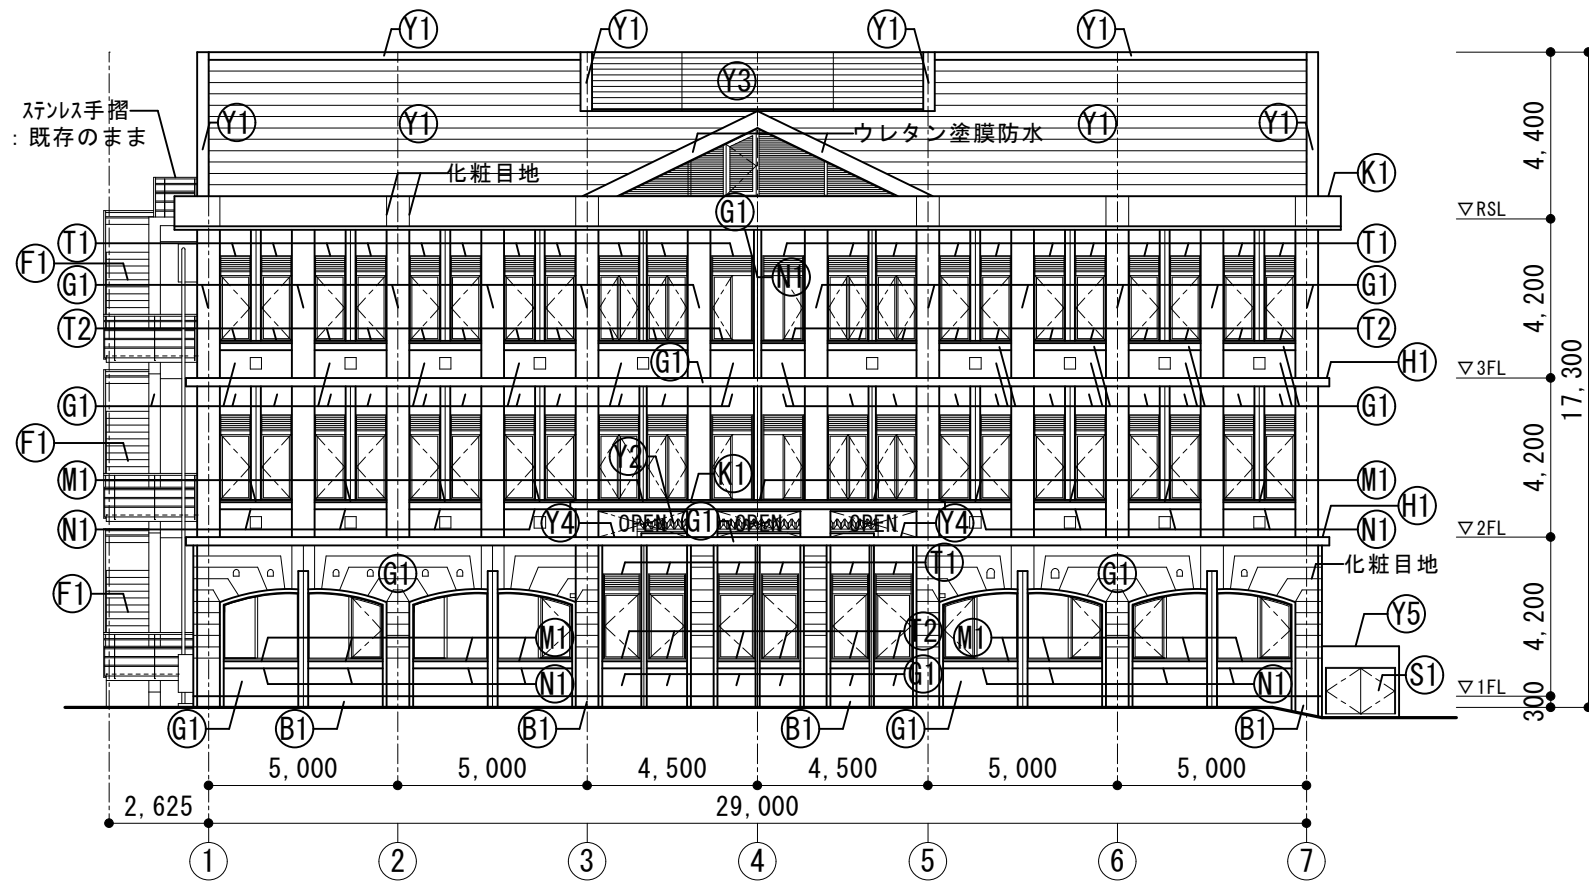 Y1
Y1
Y1
Y1
Y3
ステンレス手摺
：既存のまま
Y1
Y1
ウレタン塗膜防水
Y1
Y1
4,400
化粧目地
K1
G1
▽RSL
T1
T1
F1
N1
G1
G1
4,200
T2
T2
G1
H1
▽3FL
17,300
G1
G1
F1
Y2
K1
M1
M1
4,200
H1
N1
Y4
OPEN
G1
OPEN
OPEN
Y4
N1
▽2FL
T1
化粧目地
G1
G1
F1
Y5
M1
T2
M1
4,200
N1
G1
N1
S1
▽1FL
300
G1
B1
B1
B1
G1
B1
5,000
5,000
4,500
4,500
5,000
5,000
2,625
29,000
1
2
3
4
5
6
7